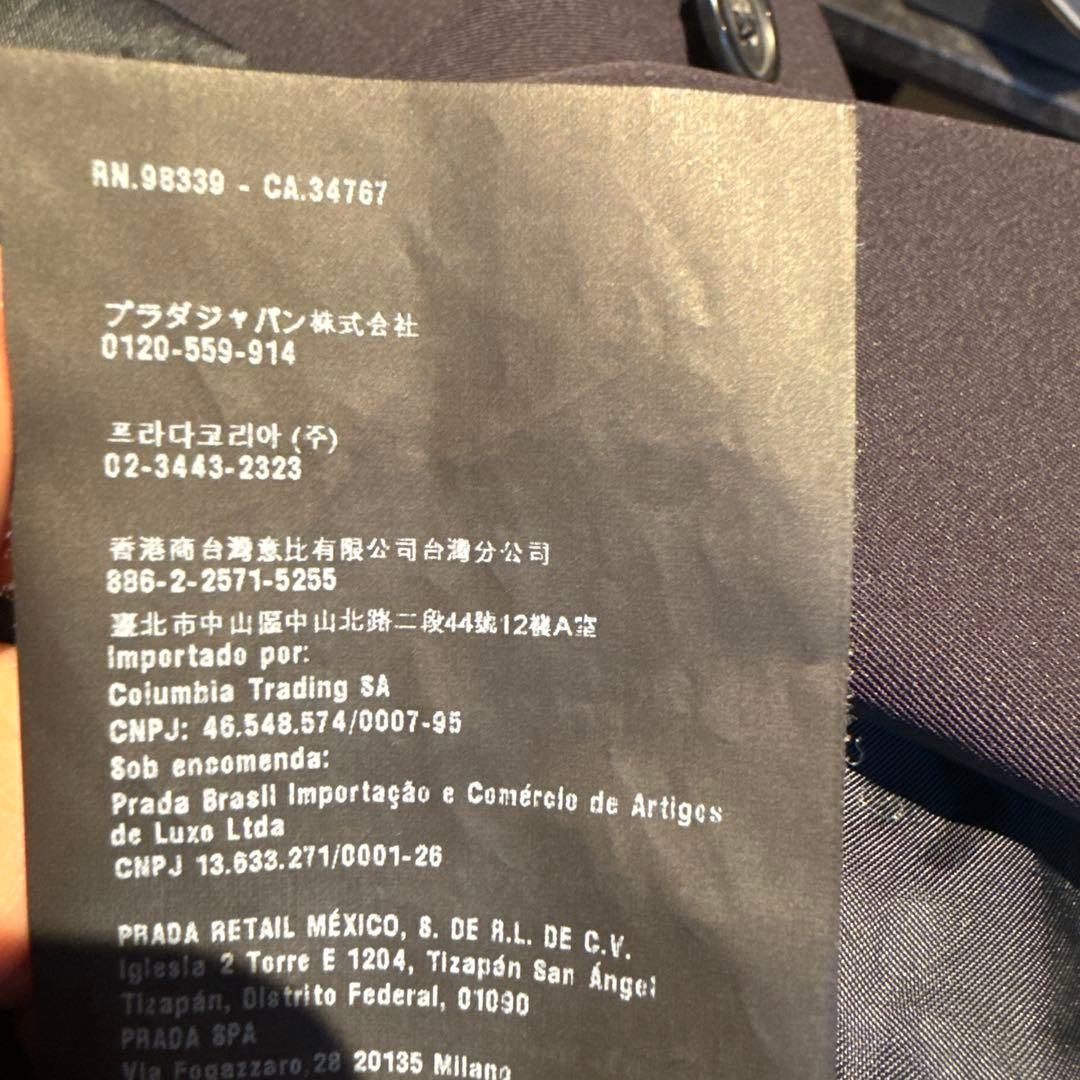 RN.98339 - CA.34767
プラダジャパン株式会社
0120-559-914
프라다코리아 (주)
02-3443-2323
香港商台灣意比有限公司台灣分公司
886-2-2571-5255
臺北市中山區中山北路二段44號12樓A室
Importado por:
Columbia Trading SA
CNPJ: 46.548.574/0007-95
Sob encomenda:
Prada Brasil Importação e Comércio de Artigos
de Luxo Ltda
CNPJ 13.633.271/0001-26
PRADA RETAIL MÉXICO, S. DE R.L. DE C.V.
Iglesia 2 Torre E 1204, Tizapán San Ángel
Tizapán, Distrito Federal, 01090
PRADA SPA
Via Fogazzaro,28 20135 Milano